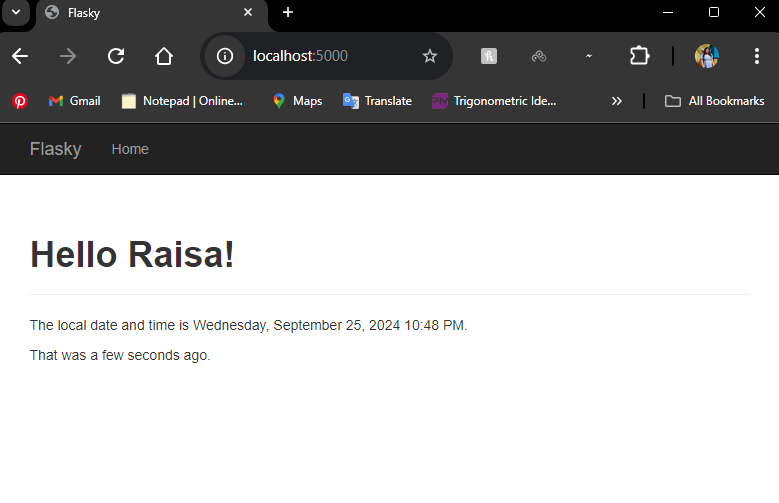 Flasky
localhost:5000
Gmail
Notepad | Online...
Maps
Translate
Trigonometric Ide...
All Bookmarks
Flasky
Home
Hello Raisa!
The local date and time is Wednesday, September 25, 2024 10:48 PM.
That was a few seconds ago.